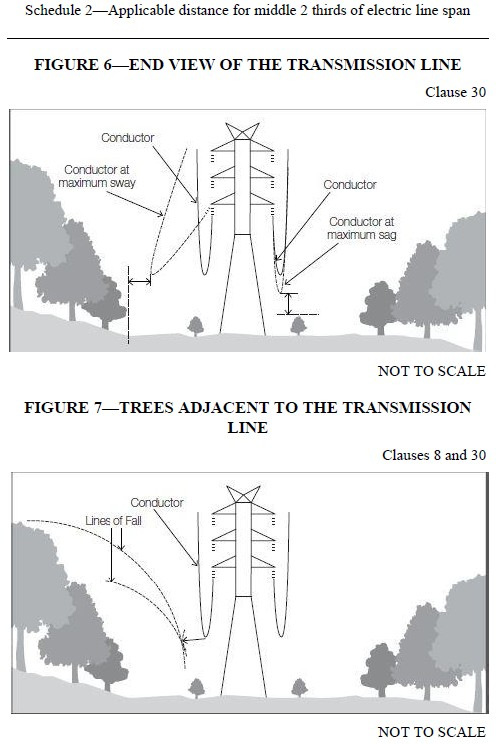 Schedule 2—Applicable distance for middle 2 thirds of electric line span
FIGURE 6—END VIEW OF THE TRANSMISSION LINE
Clause 30
Conductor
Conductor at
maximum sway
Conductor
Conductor at
maximum sag
NOT TO SCALE
FIGURE 7—TREES ADJACENT TO THE TRANSMISSION
LINE
Clauses 8 and 30
Conductor
Lines of Fall
NOT TO SCALE